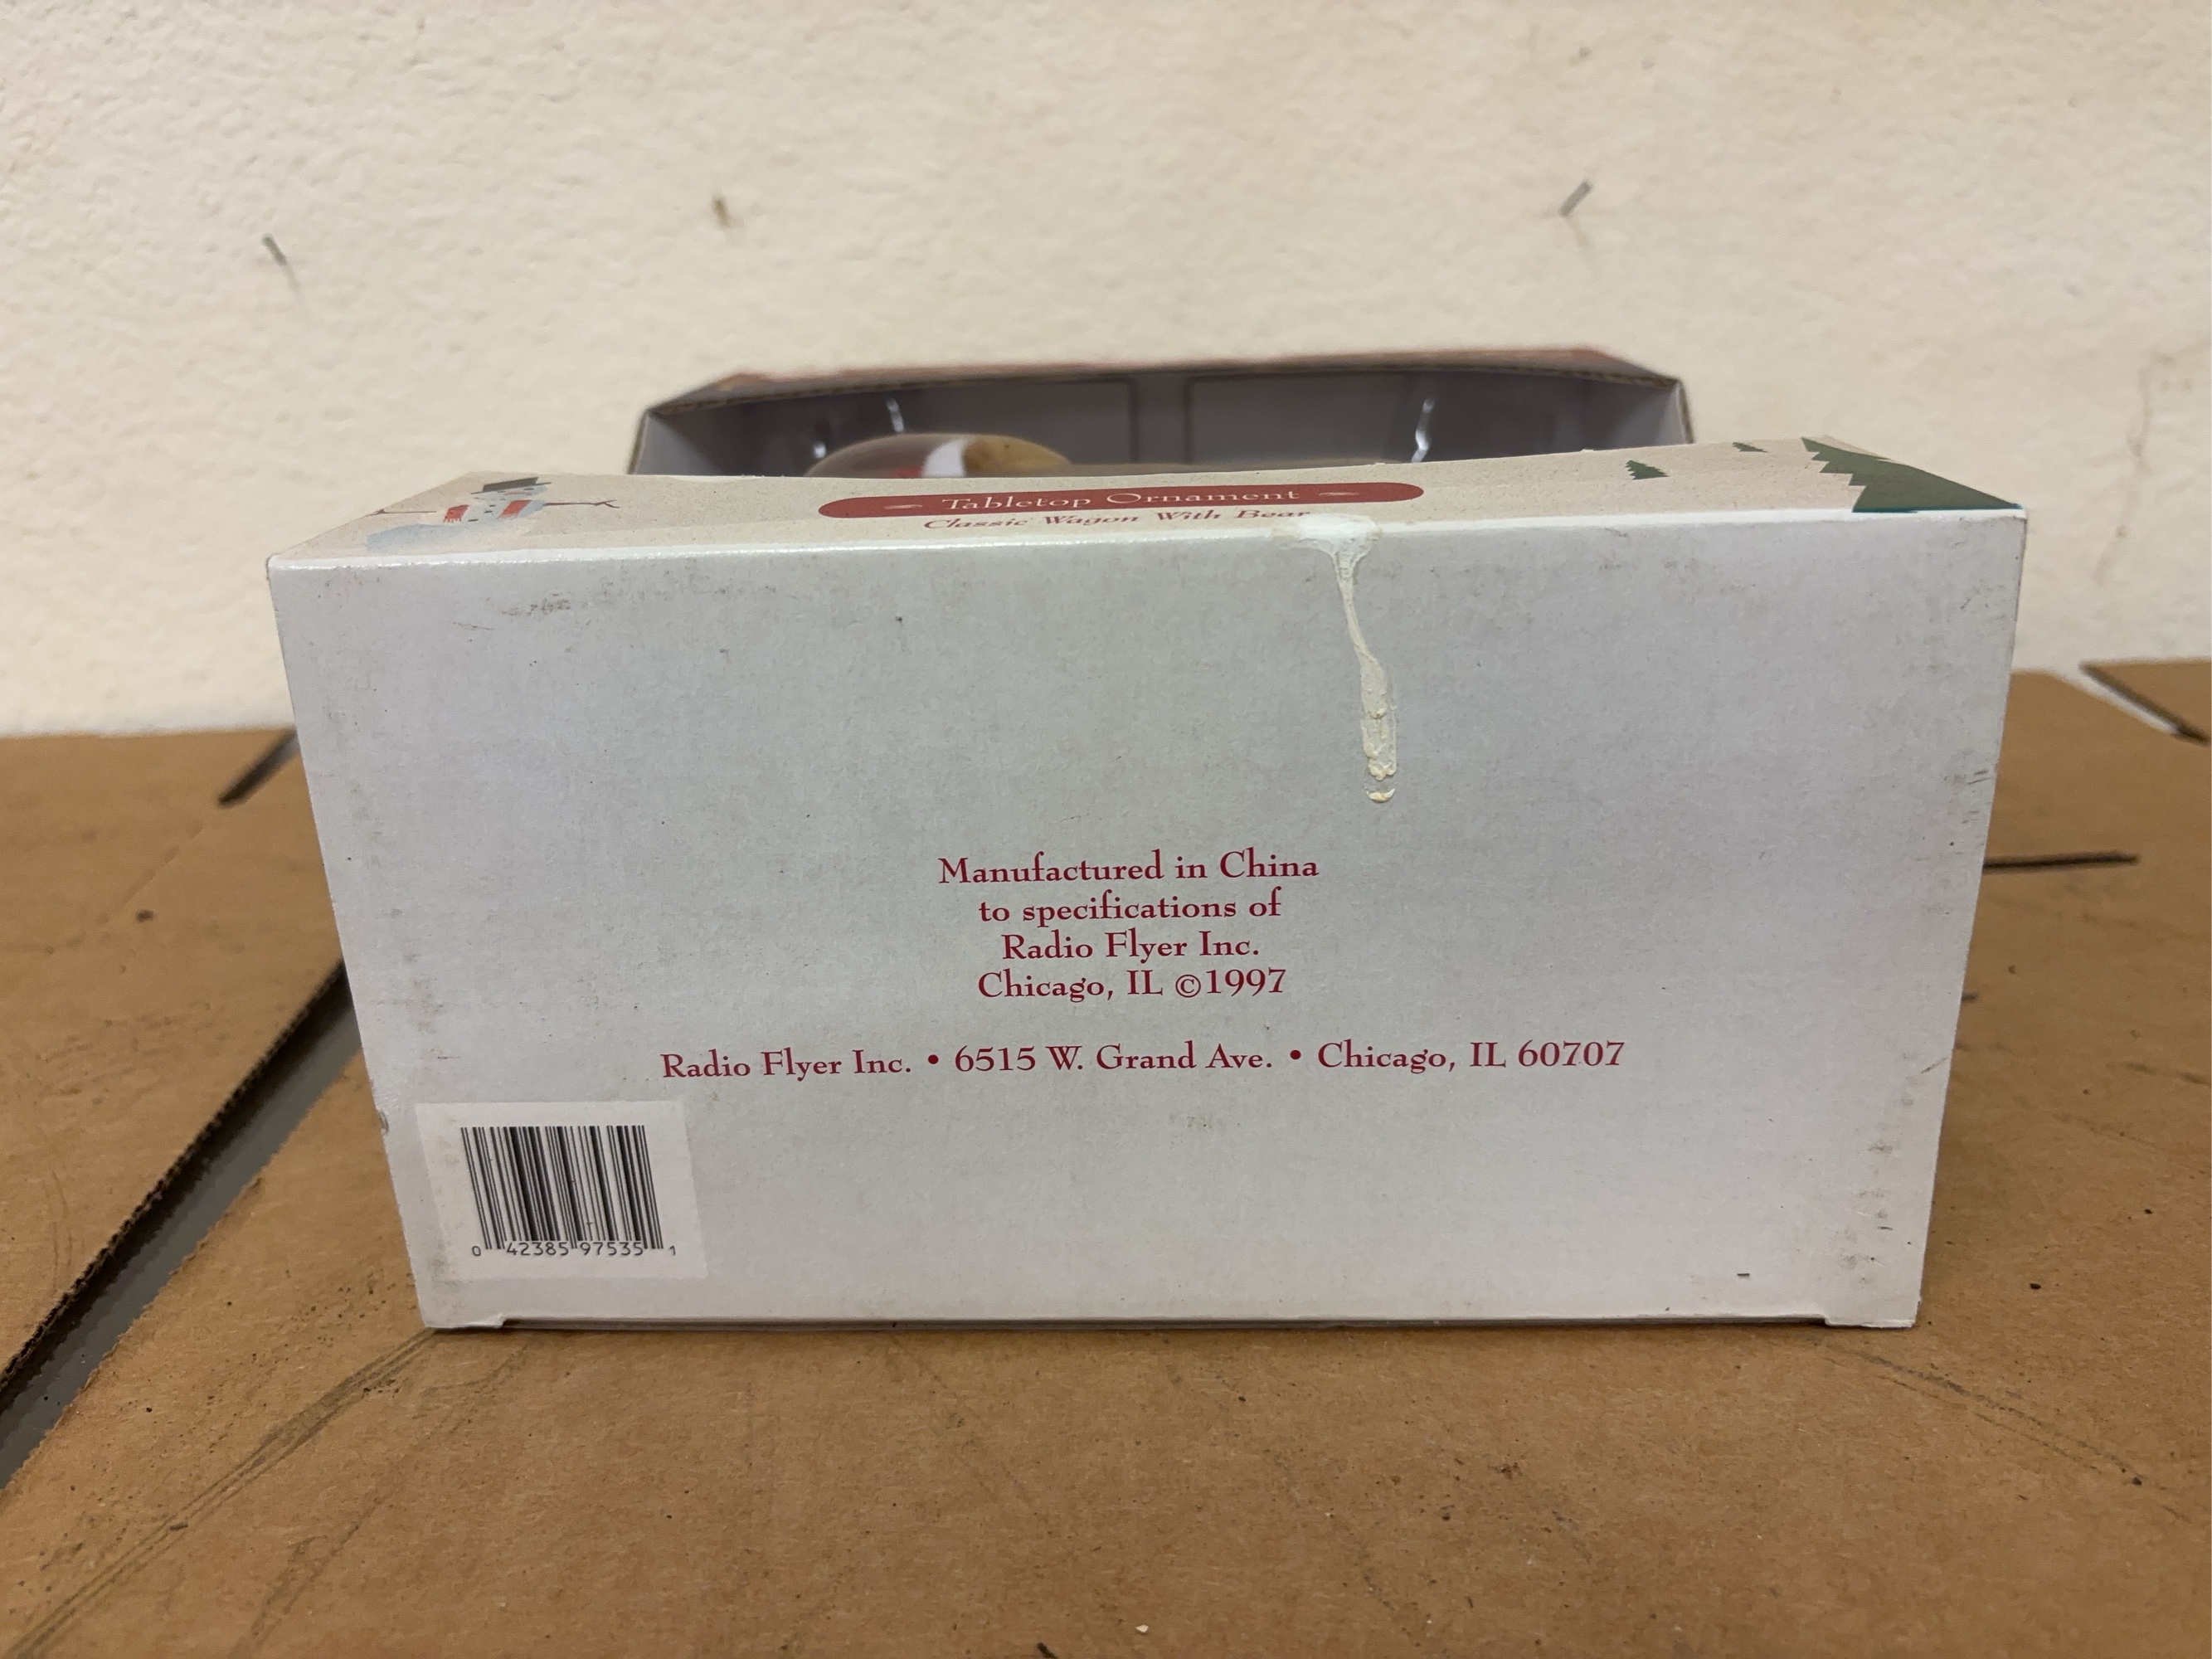 Tabletop Ornament
Classic Wagon With Bear
Manufactured in China
to specifications of
Radio Flyer Inc.
Chicago, IL ©1997
Radio Flyer Inc. • 6515 W. Grand Ave. • Chicago, IL 60707
0 42385 97535 1